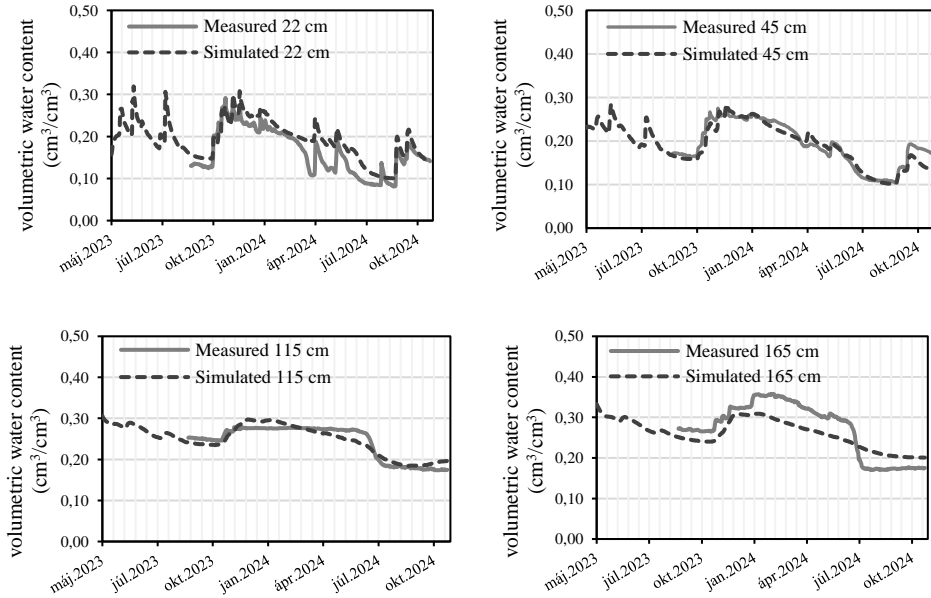 volumetric water content
(cm³/cm³)
0,50
0,40
0,30
0,20
0,10
0,00
Measured 22 cm
Simulated 22 cm
máj.2023
júl.2023
okt.2023
jan.2024
ápr.2024
júl.2024
okt.2024
volumetric water content
(cm³/cm³)
0,50
0,40
0,30
0,20
0,10
0,00
Measured 45 cm
Simulated 45 cm
máj.2023
júl.2023
okt.2023
jan.2024
ápr.2024
júl.2024
okt.2024
volumetric water content
(cm³/cm³)
0,50
0,40
0,30
0,20
0,10
0,00
Measured 115 cm
Simulated 115 cm
máj.2023
júl.2023
okt.2023
jan.2024
ápr.2024
júl.2024
okt.2024
volumetric water content
(cm³/cm³)
0,50
0,40
0,30
0,20
0,10
0,00
Measured 165 cm
Simulated 165 cm
máj.2023
júl.2023
okt.2023
jan.2024
ápr.2024
júl.2024
okt.2024